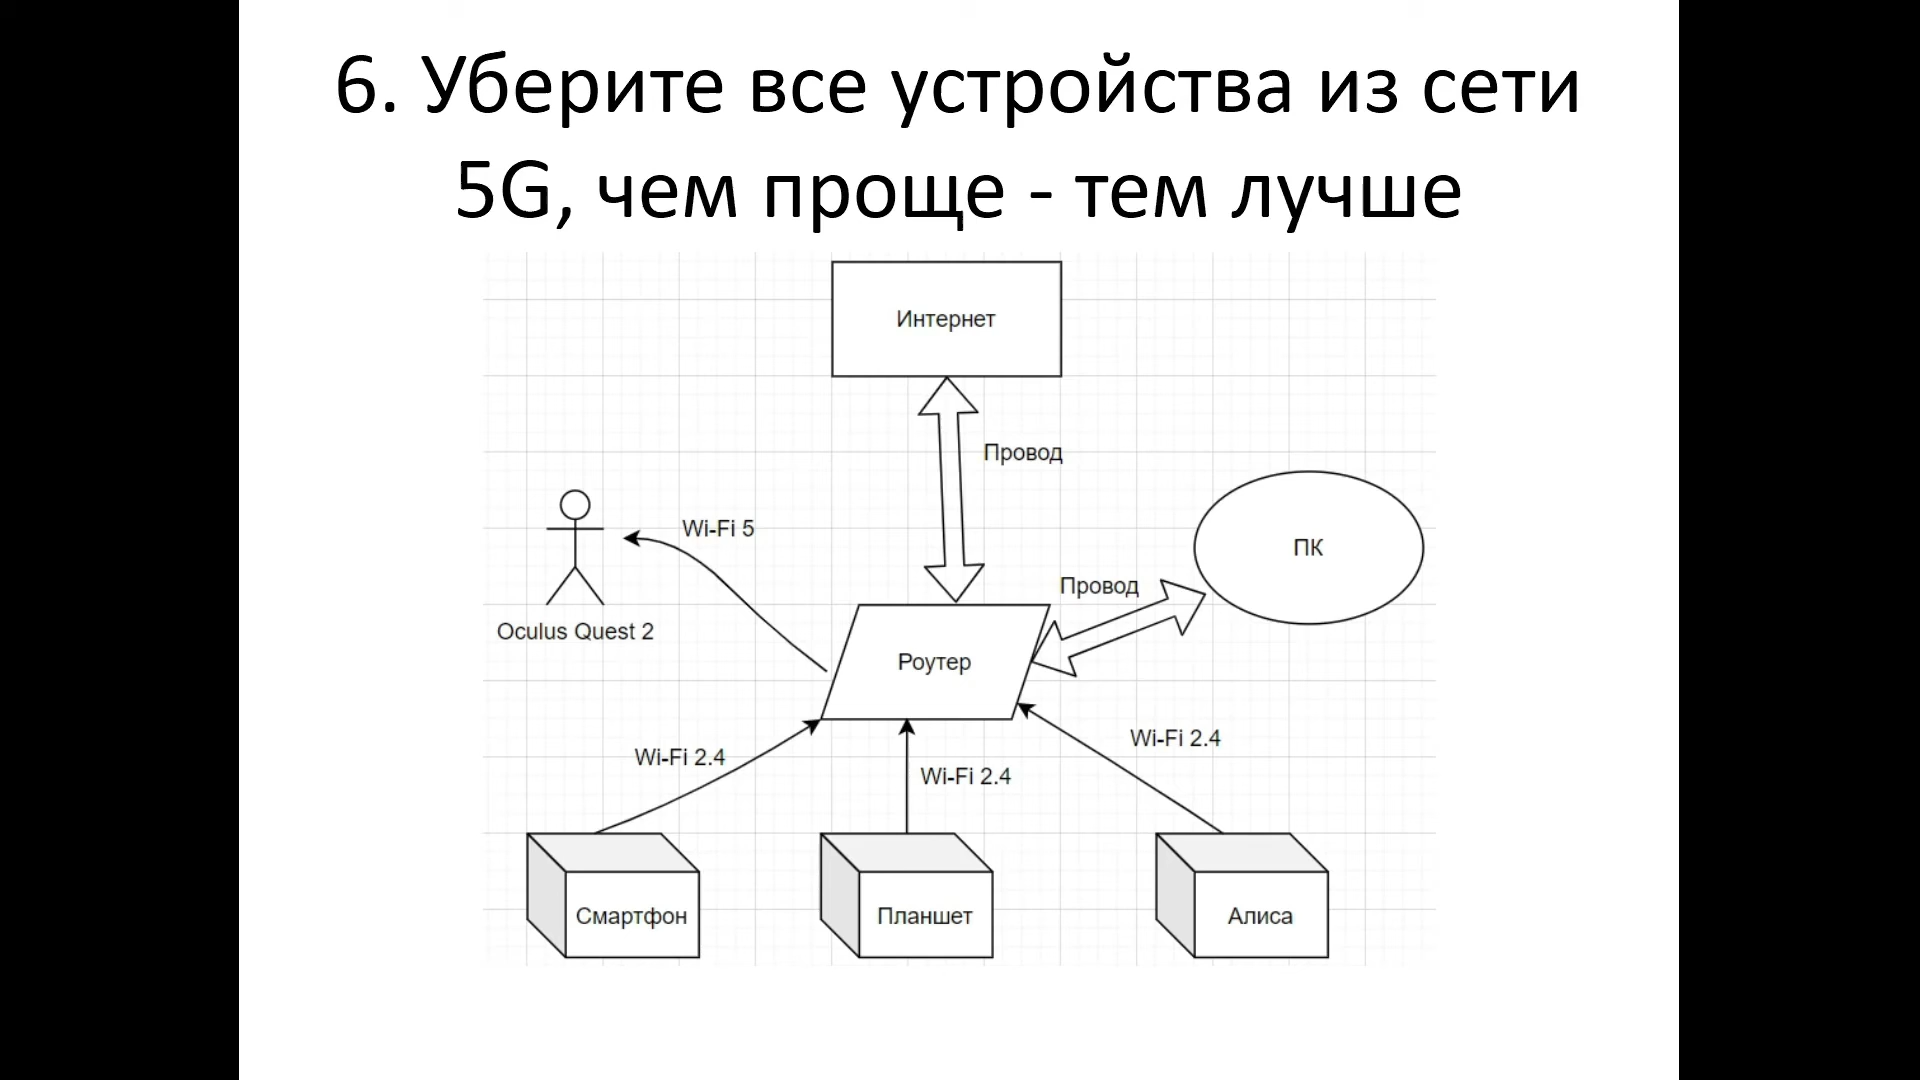 6. Уберите все устройства из сети
5G, чем проще - тем лучше
Интернет
Провод
Wi-Fi 5
ПК
Провод
Oculus Quest 2
Роутер
Wi-Fi 2.4
Wi-Fi 2.4
Wi-Fi 2.4
Смартфон
Планшет
Алиса